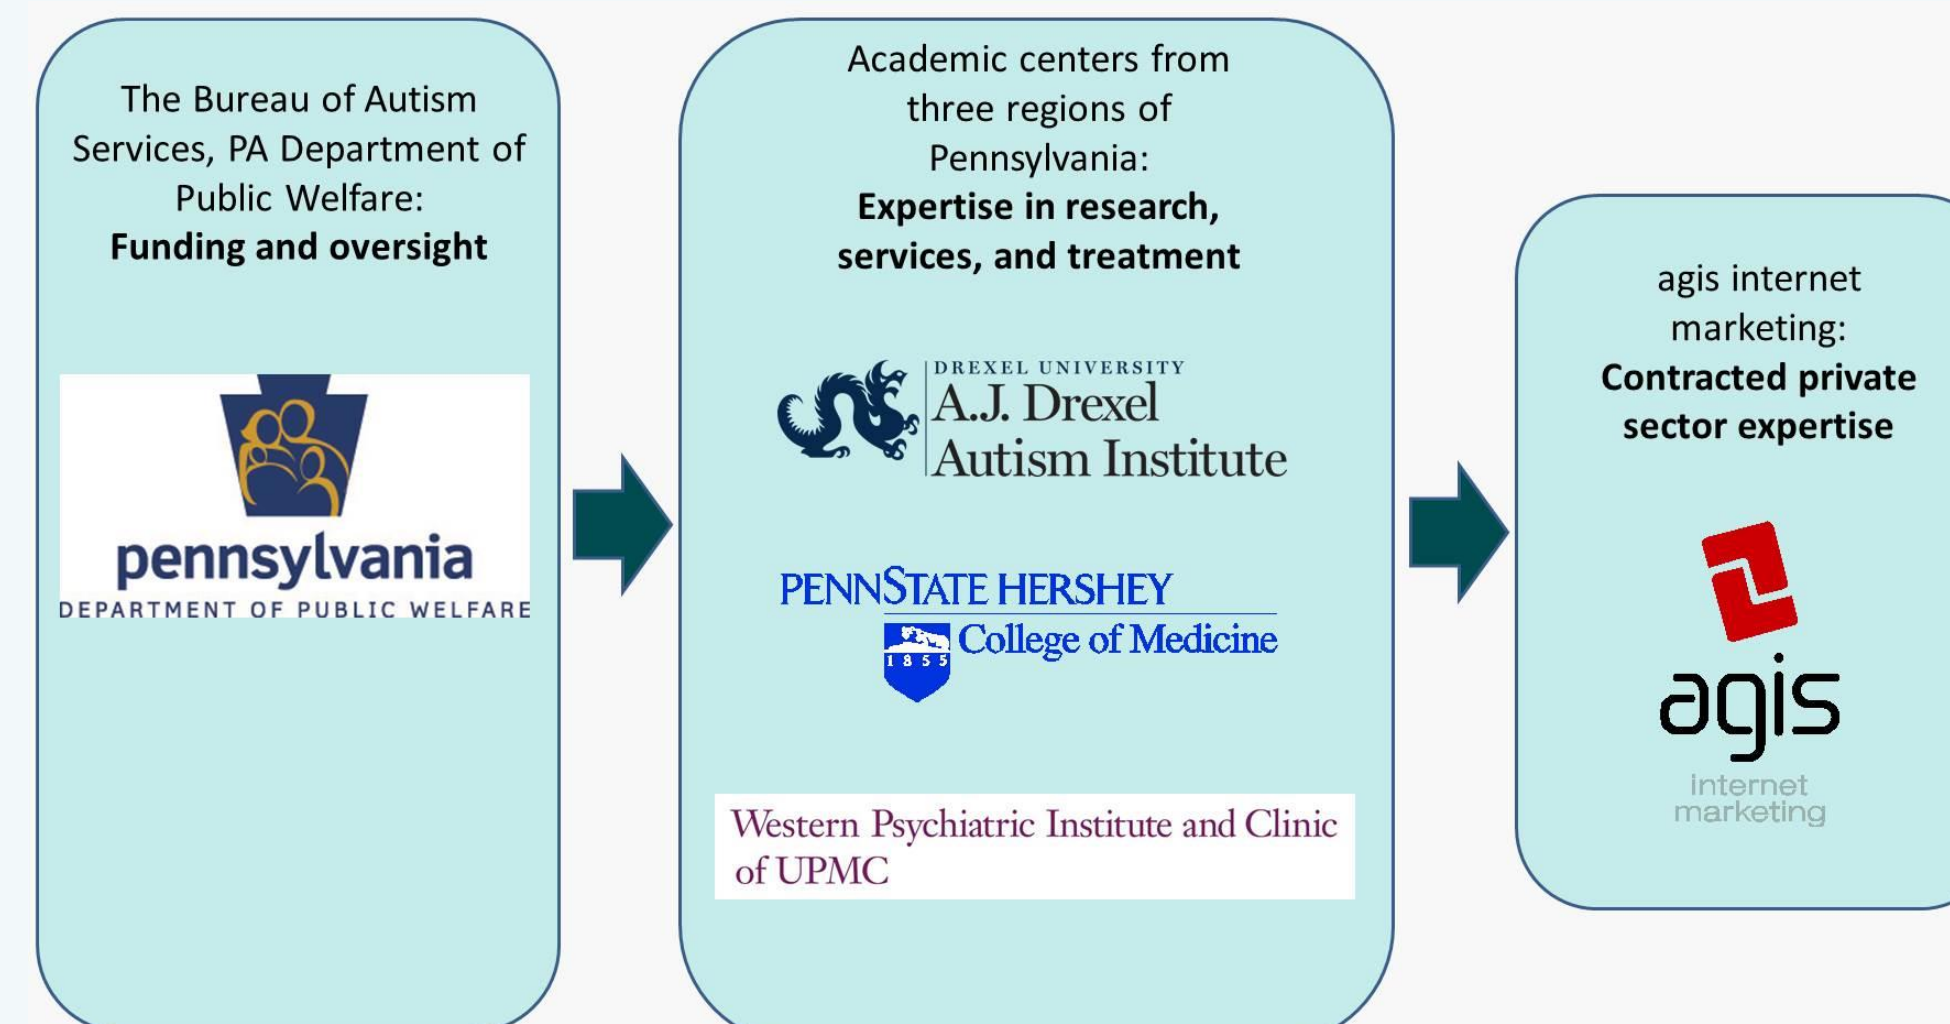 The Bureau of Autism
Services, PA Department of
Public Welfare:
Funding and oversight
pennsylvania
DEPARTMENT OF PUBLIC WELFARE
Academic centers from
three regions of
Pennsylvania:
Expertise in research,
services, and treatment
DREXEL UNIVERSITY
A.J. Drexel
Autism Institute
PENNSTATE HERSHEY
College of Medicine
1855
Western Psychiatric Institute and Clinic
of UPMC
agis internet
marketing:
Contracted private
sector expertise
agis
internet
marketing